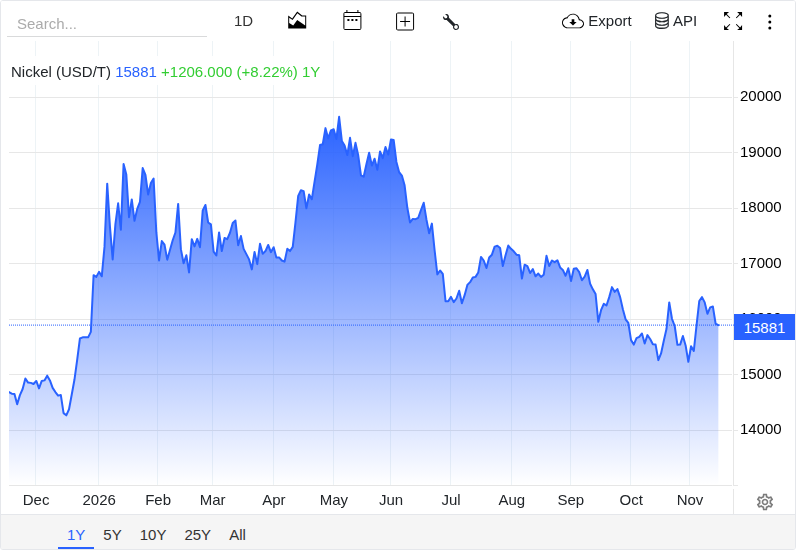 Search... 1D Export API
Nickel (USD/T) 15881 +1206.000 (+8.22%) 1Y
20000
19000
18000
17000
15881
15000
14000
Dec 2026 Feb Mar Apr May Jun Jul Aug Sep Oct Nov
1Y 5Y 10Y 25Y All